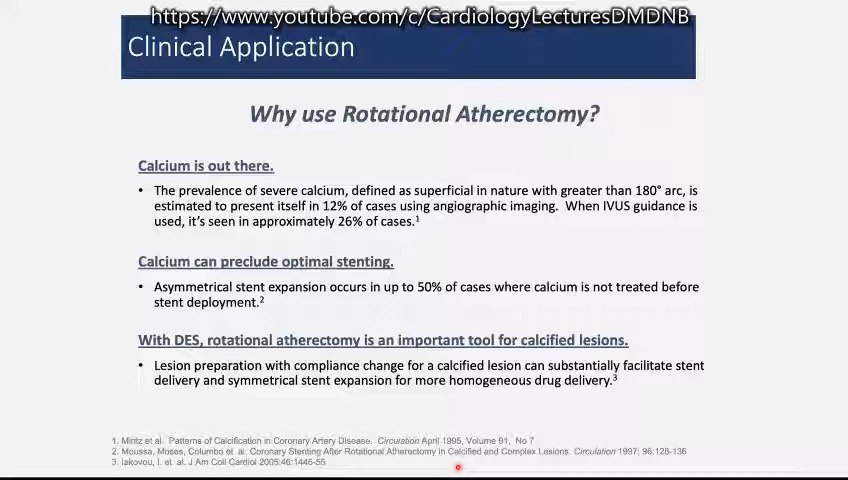 https://www.youtube.com/c/CardiologyLecturesDMDNB
Clinical Application
Why use Rotational Atherectomy?
Calcium is out there.
• The prevalence of severe calcium, defined as superficial in nature with greater than 180° arc, is
estimated to present itself in 12% of cases using angiographic imaging. When IVUS guidance is
used, it’s seen in approximately 26% of cases.1
Calcium can preclude optimal stenting.
• Asymmetrical stent expansion occurs in up to 50% of cases where calcium is not treated before
stent deployment.2
With DES, rotational atherectomy is an important tool for calcified lesions.
• Lesion preparation with compliance change for a calcified lesion can substantially facilitate stent
delivery and symmetrical stent expansion for more homogeneous drug delivery.3
1. Mintz et al. Patterns of Calcification in Coronary Artery Disease. Circulation April 1995, Volume 91, No 7
2. Moussa, Moses, Columbo et al. Coronary Stenting After Rotational Atherectomy in Calcified and Complex Lesions. Circulation 1997; 96:128-136
3. Iakovou, I. et. al. J Am Coll Cardiol 2005;46:1446-55